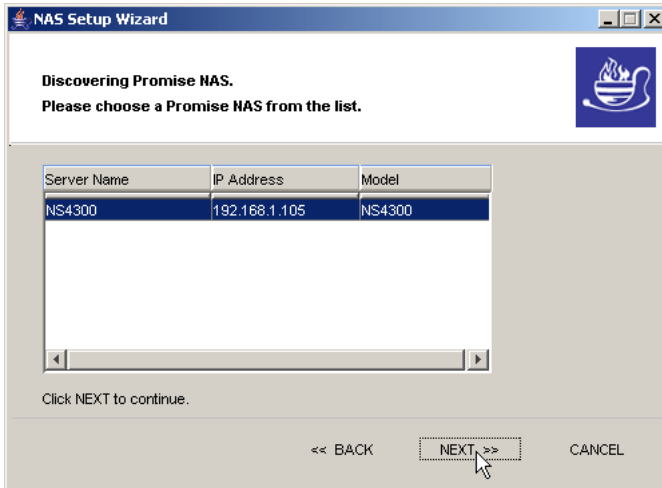 NAS Setup Wizard
Discovering Promise NAS.
Please choose a Promise NAS from the list.
Server Name IP Address Model
NS4300 192.168.1.105 NS4300
Click NEXT to continue.
<< BACK NEXT >> CANCEL